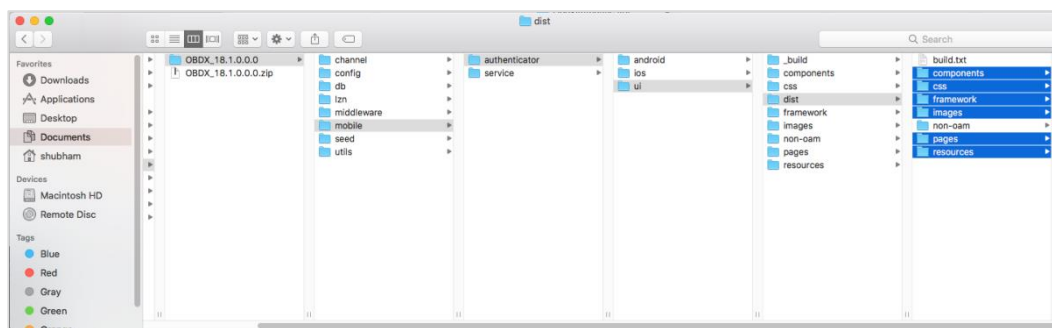 dist
Search
Favorites
Downloads
Applications
Desktop
Documents
shubham
Devices
Macintosh HD
Remote Disc
Tags
Blue
Red
Gray
Green
OBDX_18.1.0.0.0
OBDX_18.1.0.0.0.zip
channel
config
db
lzn
middleware
mobile
seed
utils
authenticator
service
android
ios
ui
_build
components
css
dist
framework
images
non-oam
pages
resources
build.txt
components
css
framework
images
non-oam
pages
resources